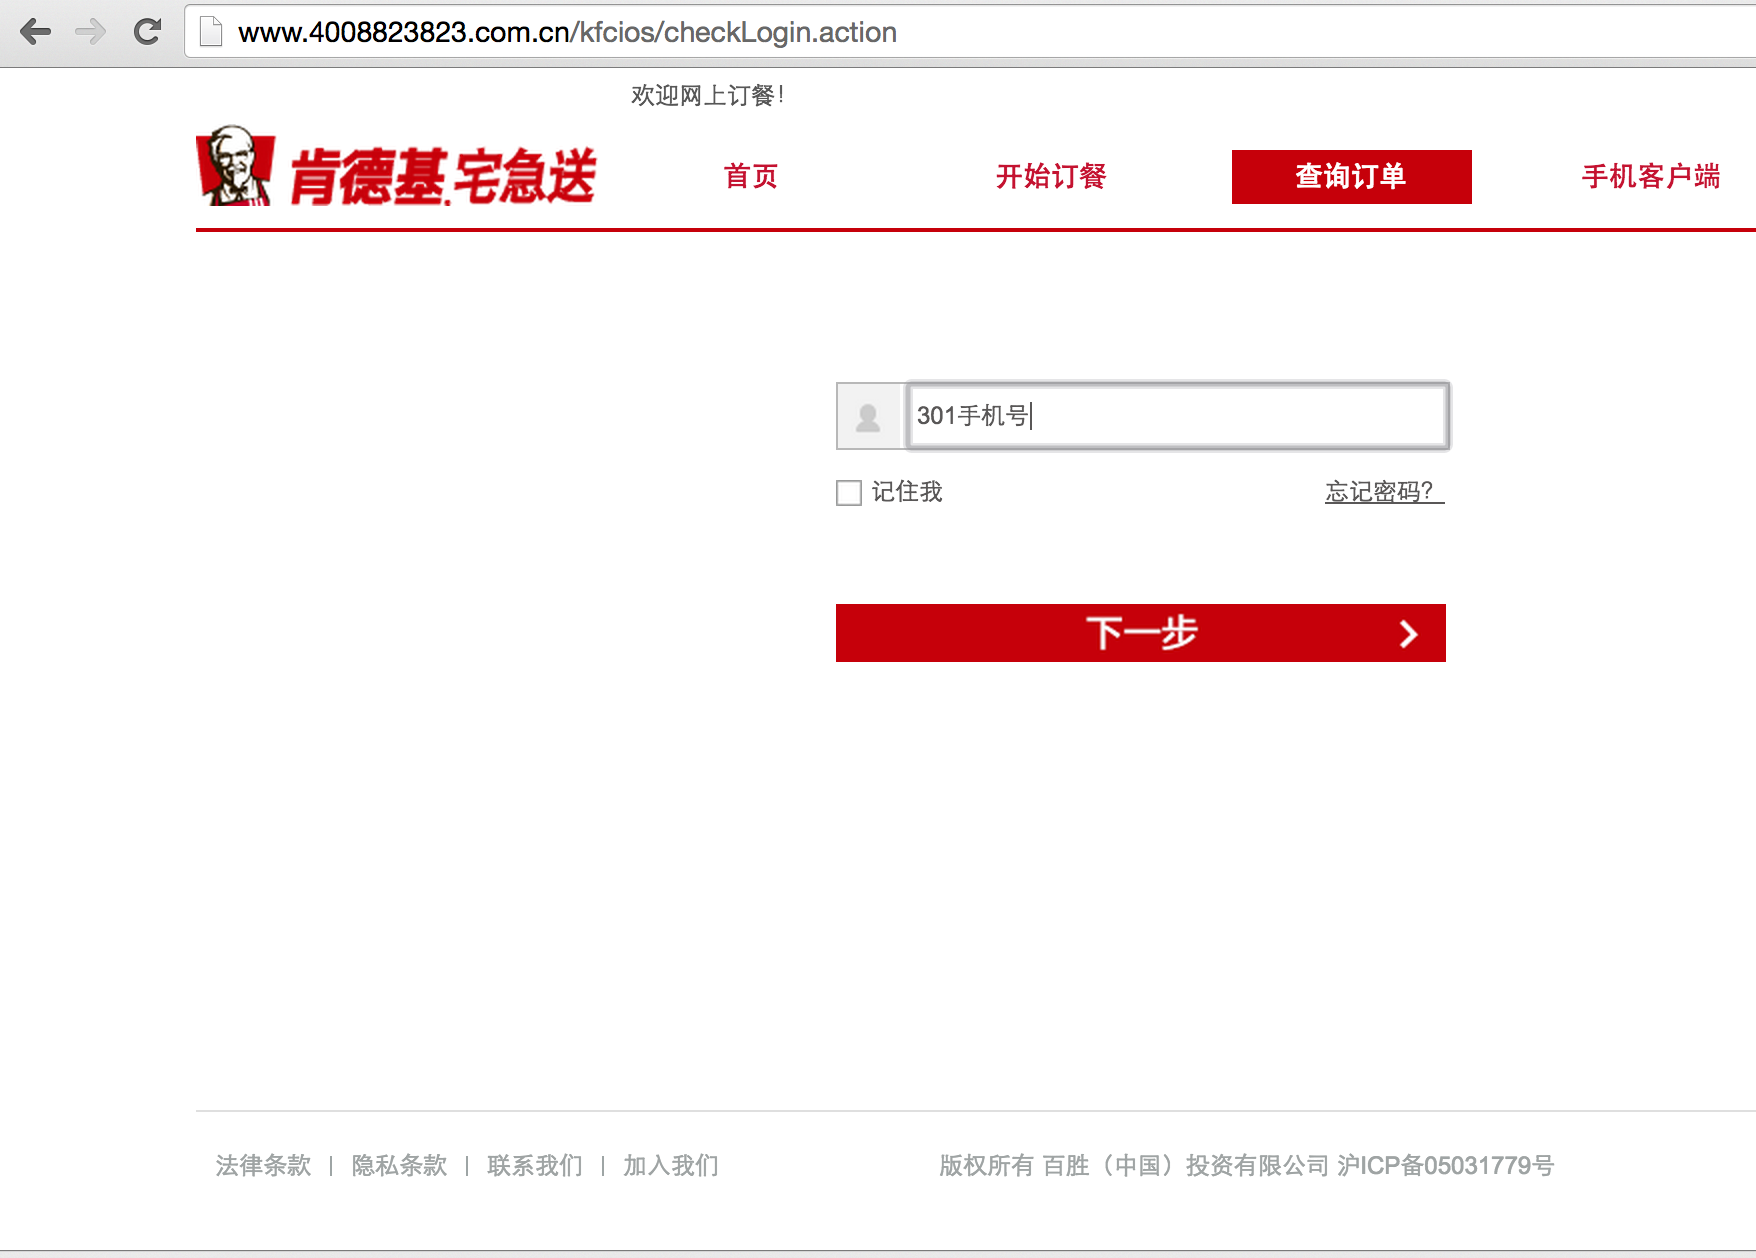 www.4008823823.com.cn/kfcios/checkLogin.action
欢迎网上订餐！
肯德基.宅急送
首页 开始订餐 查询订单 手机客户端
301手机号
记住我 忘记密码？
下一步
法律条款 | 隐私条款 | 联系我们 | 加入我们 版权所有 百胜（中国）投资有限公司 沪ICP备05031779号